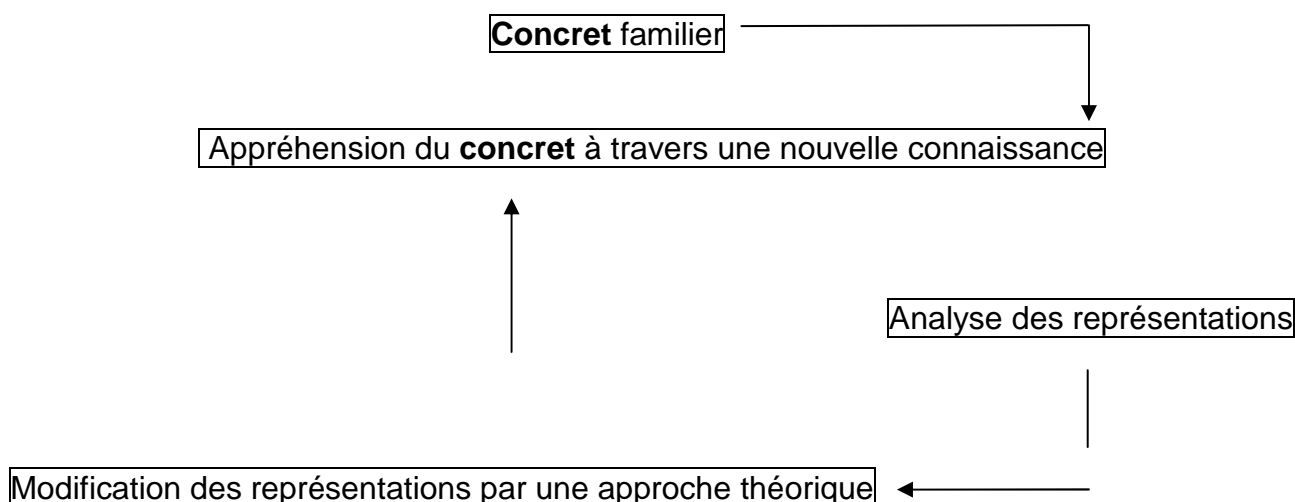 Concret familier
Appréhension du concret à travers une nouvelle connaissance
Analyse des représentations
Modification des représentations par une approche théorique